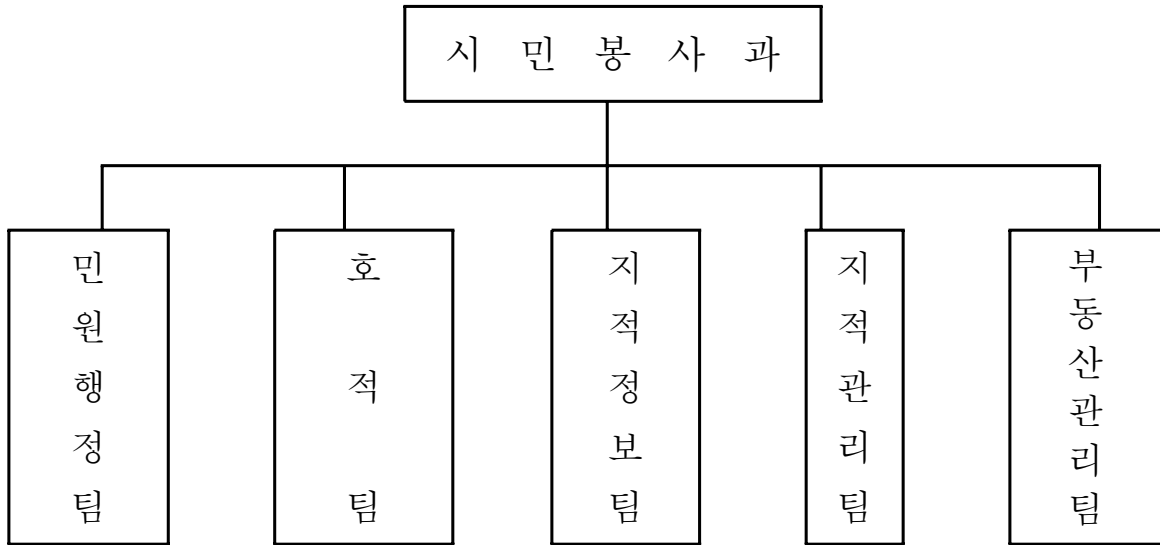 시 민 봉 사 과
민원행정팀
호적팀
지적정보팀
지적관리팀
부동산관리팀